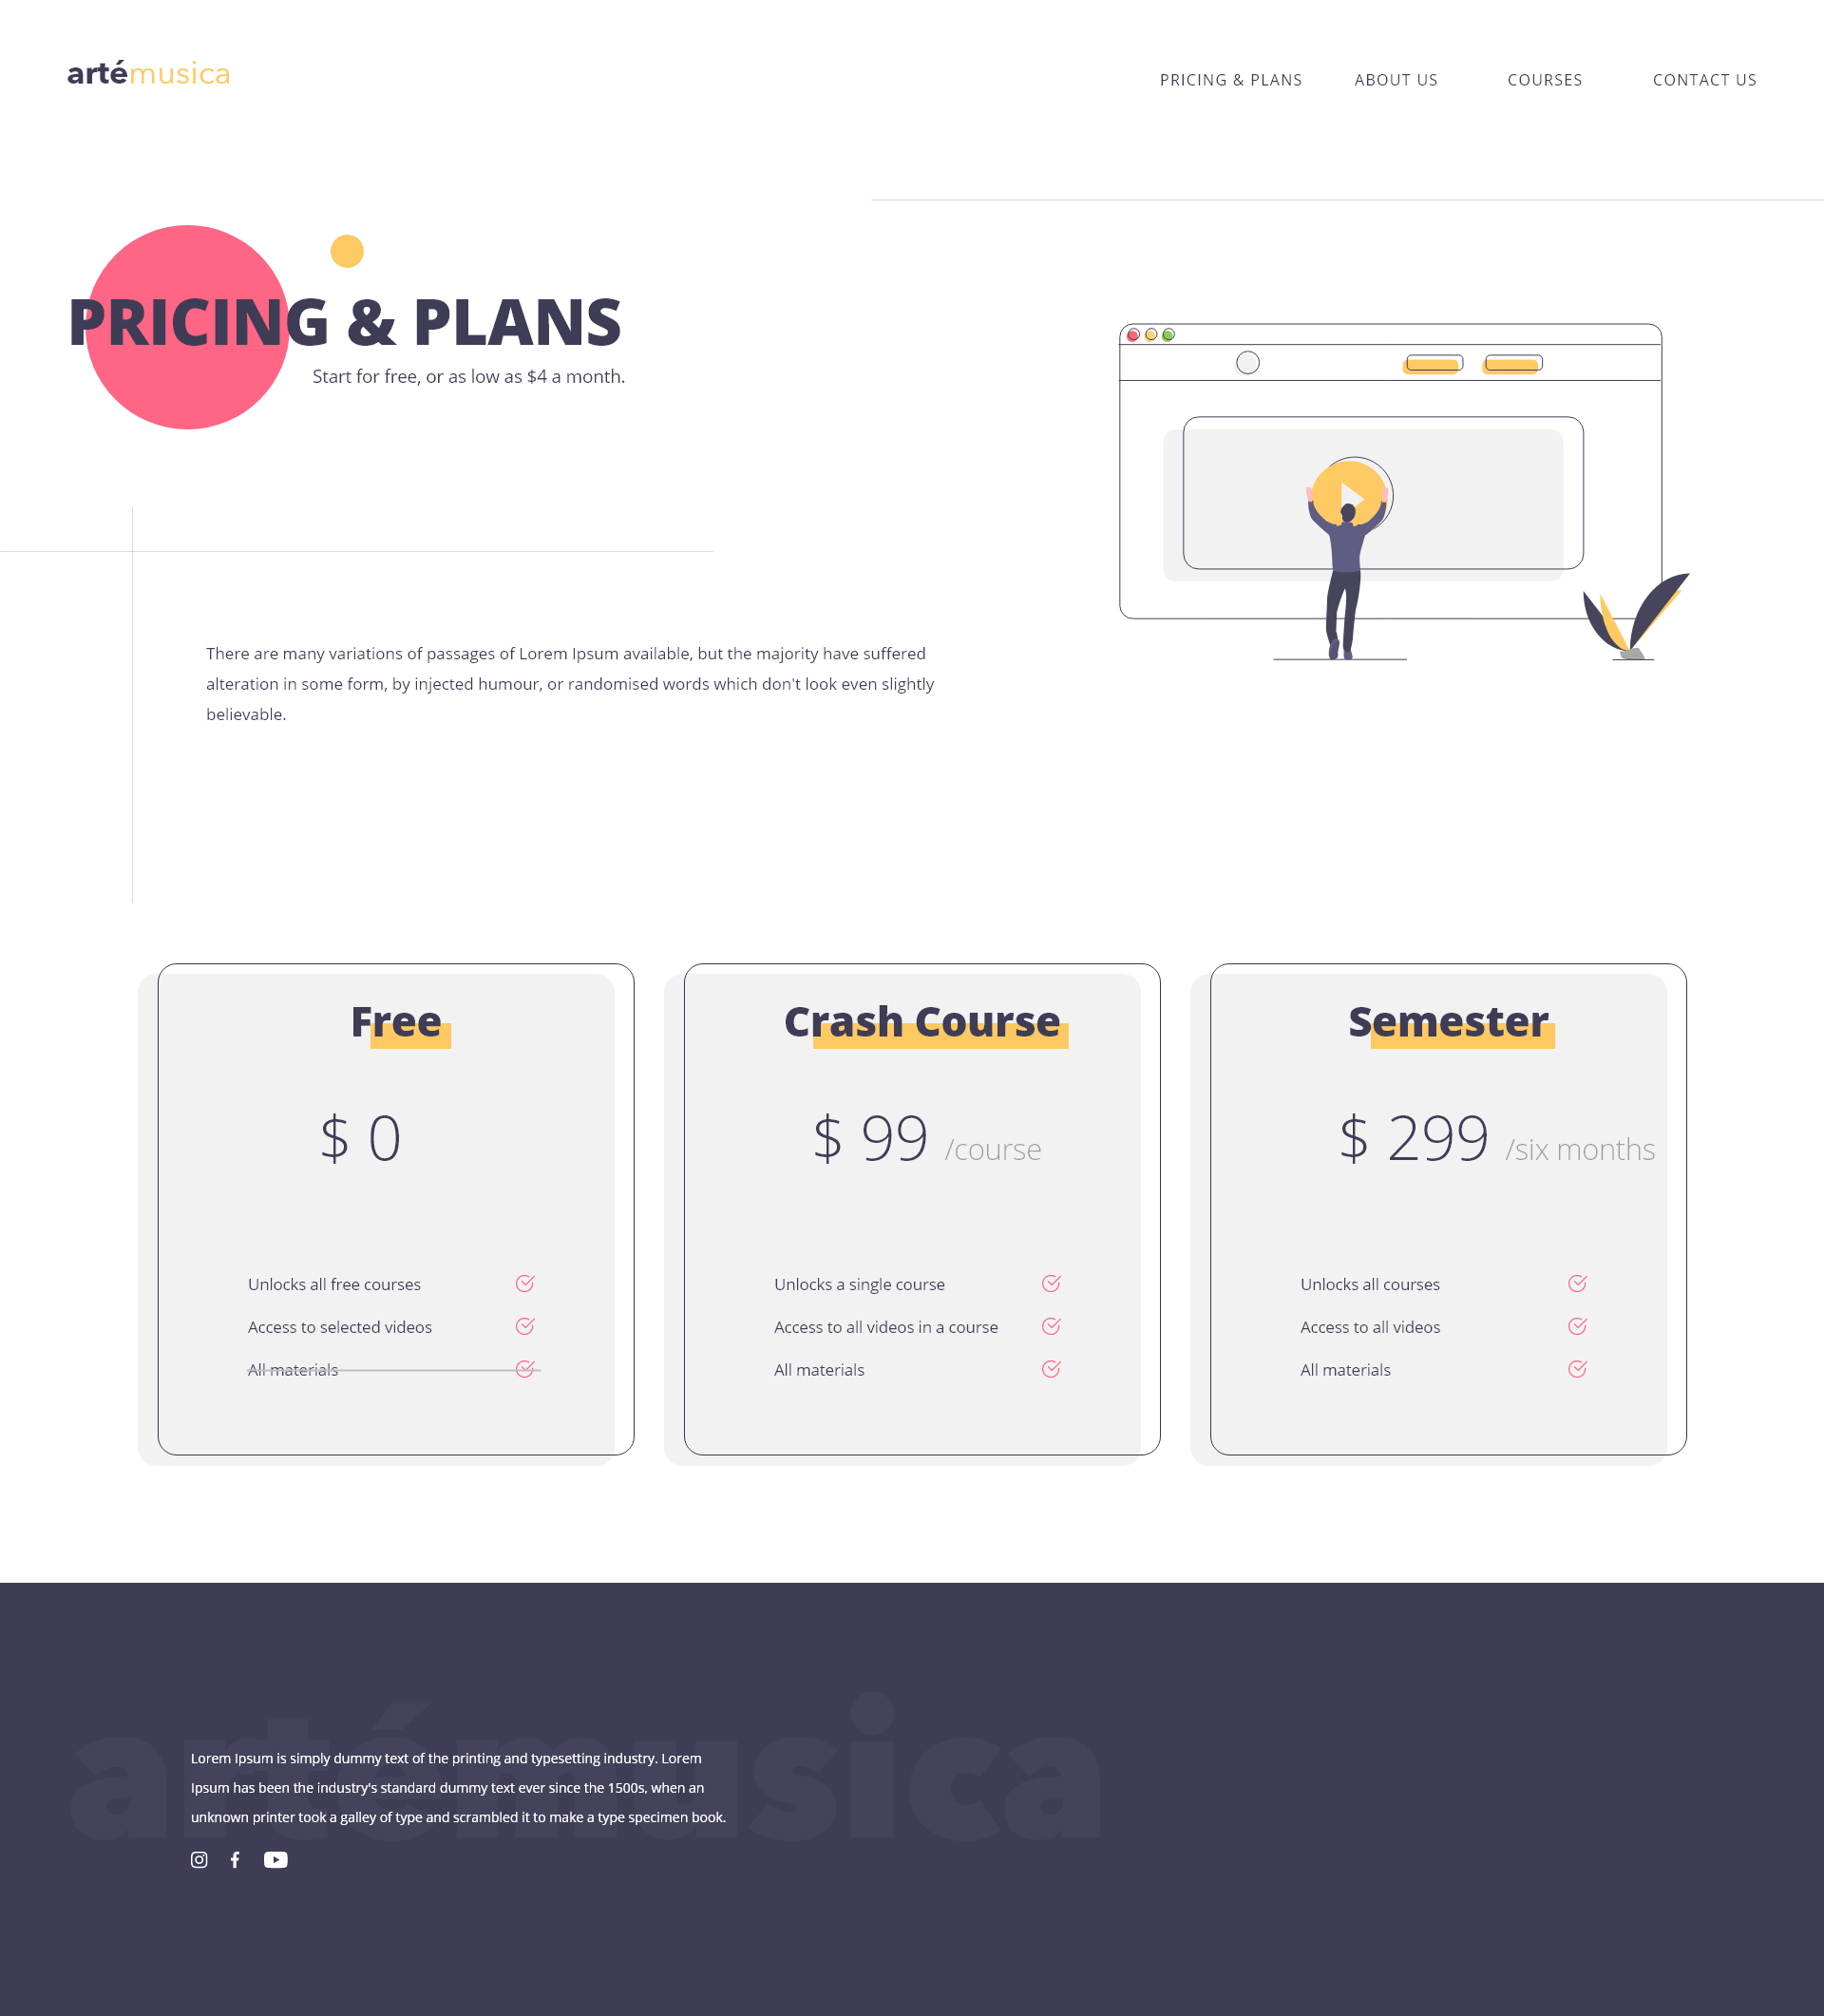 artémusica
PRICING & PLANS ABOUT US COURSES CONTACT US
PRICING & PLANS
Start for free, or as low as $4 a month.
There are many variations of passages of Lorem Ipsum available, but the majority have suffered
alteration in some form, by injected humour, or randomised words which don't look even slightly
believable.
Free
$ 0
Unlocks all free courses
Access to selected videos
All materials
Crash Course
$ 99 /course
Unlocks a single course
Access to all videos in a course
All materials
Semester
$ 299 /six months
Unlocks all courses
Access to all videos
All materials
artémusica
Lorem Ipsum is simply dummy text of the printing and typesetting industry. Lorem
Ipsum has been the industry's standard dummy text ever since the 1500s, when an
unknown printer took a galley of type and scrambled it to make a type specimen book.